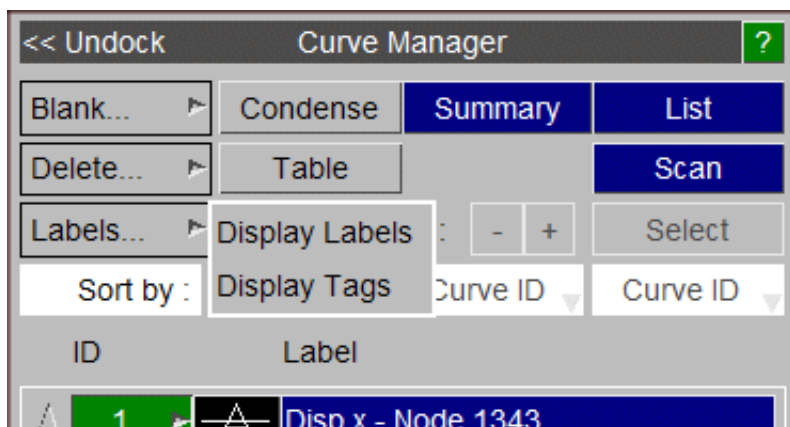 << Undock Curve Manager ?
Blank... Condense Summary List
Delete... Table Scan
Labels... Display Labels : - + Select
Sort by : Display Tags Curve ID Curve ID
ID Label
1 Disp x - Node 1343